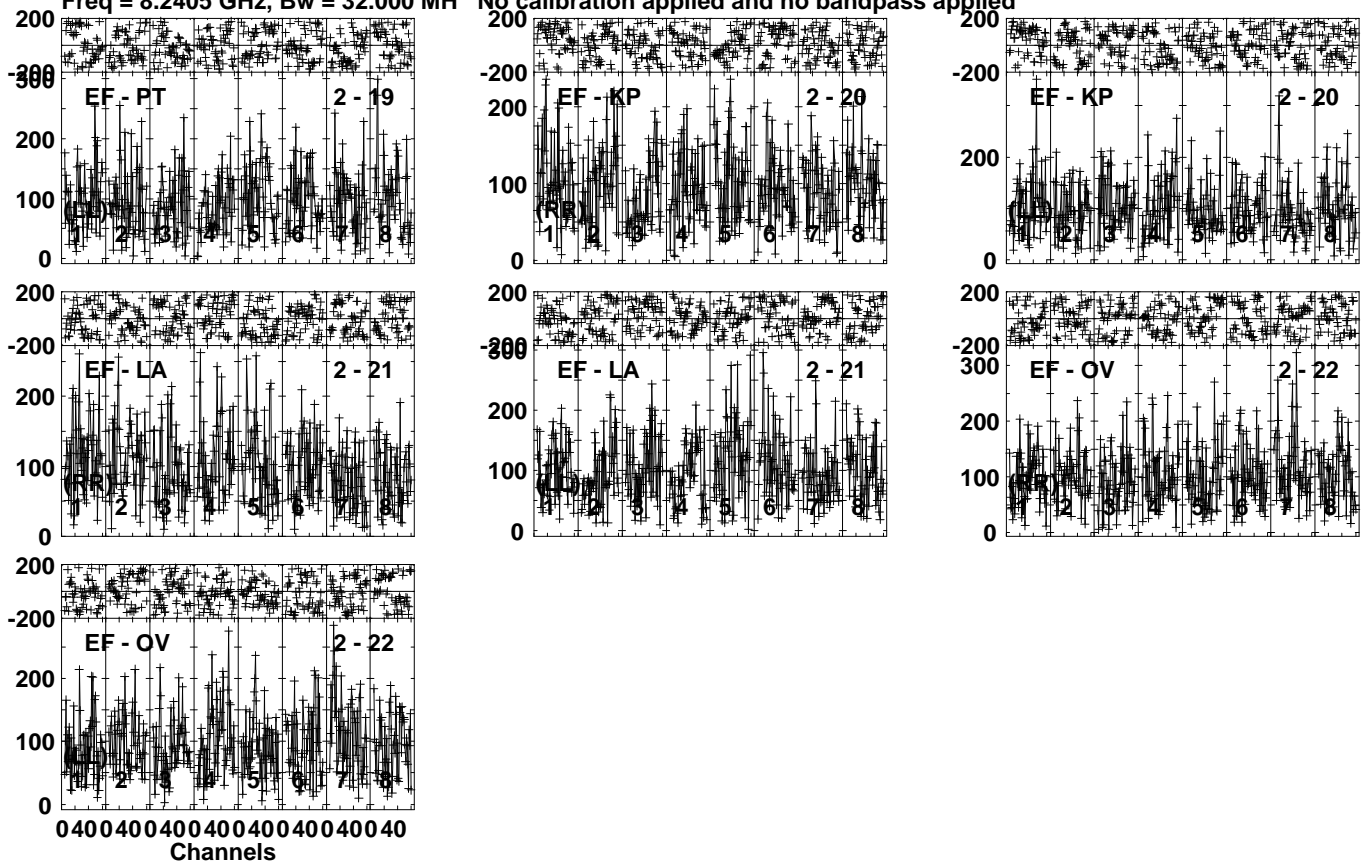 Freq = 8.2405 GHz, Bw = 32.000 MH No calibration applied and no bandpass applied
200
-200
300
200
100
0
EF - PT 2 - 19
(LL)
1 2 3 4 5 6 7 8
200
-200
200
100
0
EF - KP 2 - 20
(RR)
1 2 3 4 5 6 7 8
200
-200
200
0
EF - KP 2 - 20
(LL)
1 2 3 4 5 6 7 8
200
-200
200
100
0
EF - LA 2 - 21
(RR)
1 2 3 4 5 6 7 8
200
-200
300
200
100
0
EF - LA 2 - 21
(LL)
1 2 3 4 5 6 7 8
200
-200
300
200
100
0
EF - OV 2 - 22
(RR)
1 2 3 4 5 6 7 8
200
-200
200
100
0
EF - OV 2 - 22
(LL)
1 2 3 4 5 6 7 8
0 40 0 40 0 40 0 40 0 40 0 40 0 40 0 40
Channels